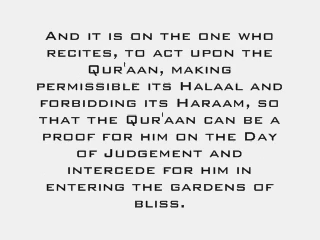 And it is on the one who
recites, to act upon the
Qur'aan, making
permissible its Halaal and
forbidding its Haraam, so
that the Qur'aan can be a
proof for him on the Day
of Judgement and
intercede for him in
entering the gardens of
bliss.